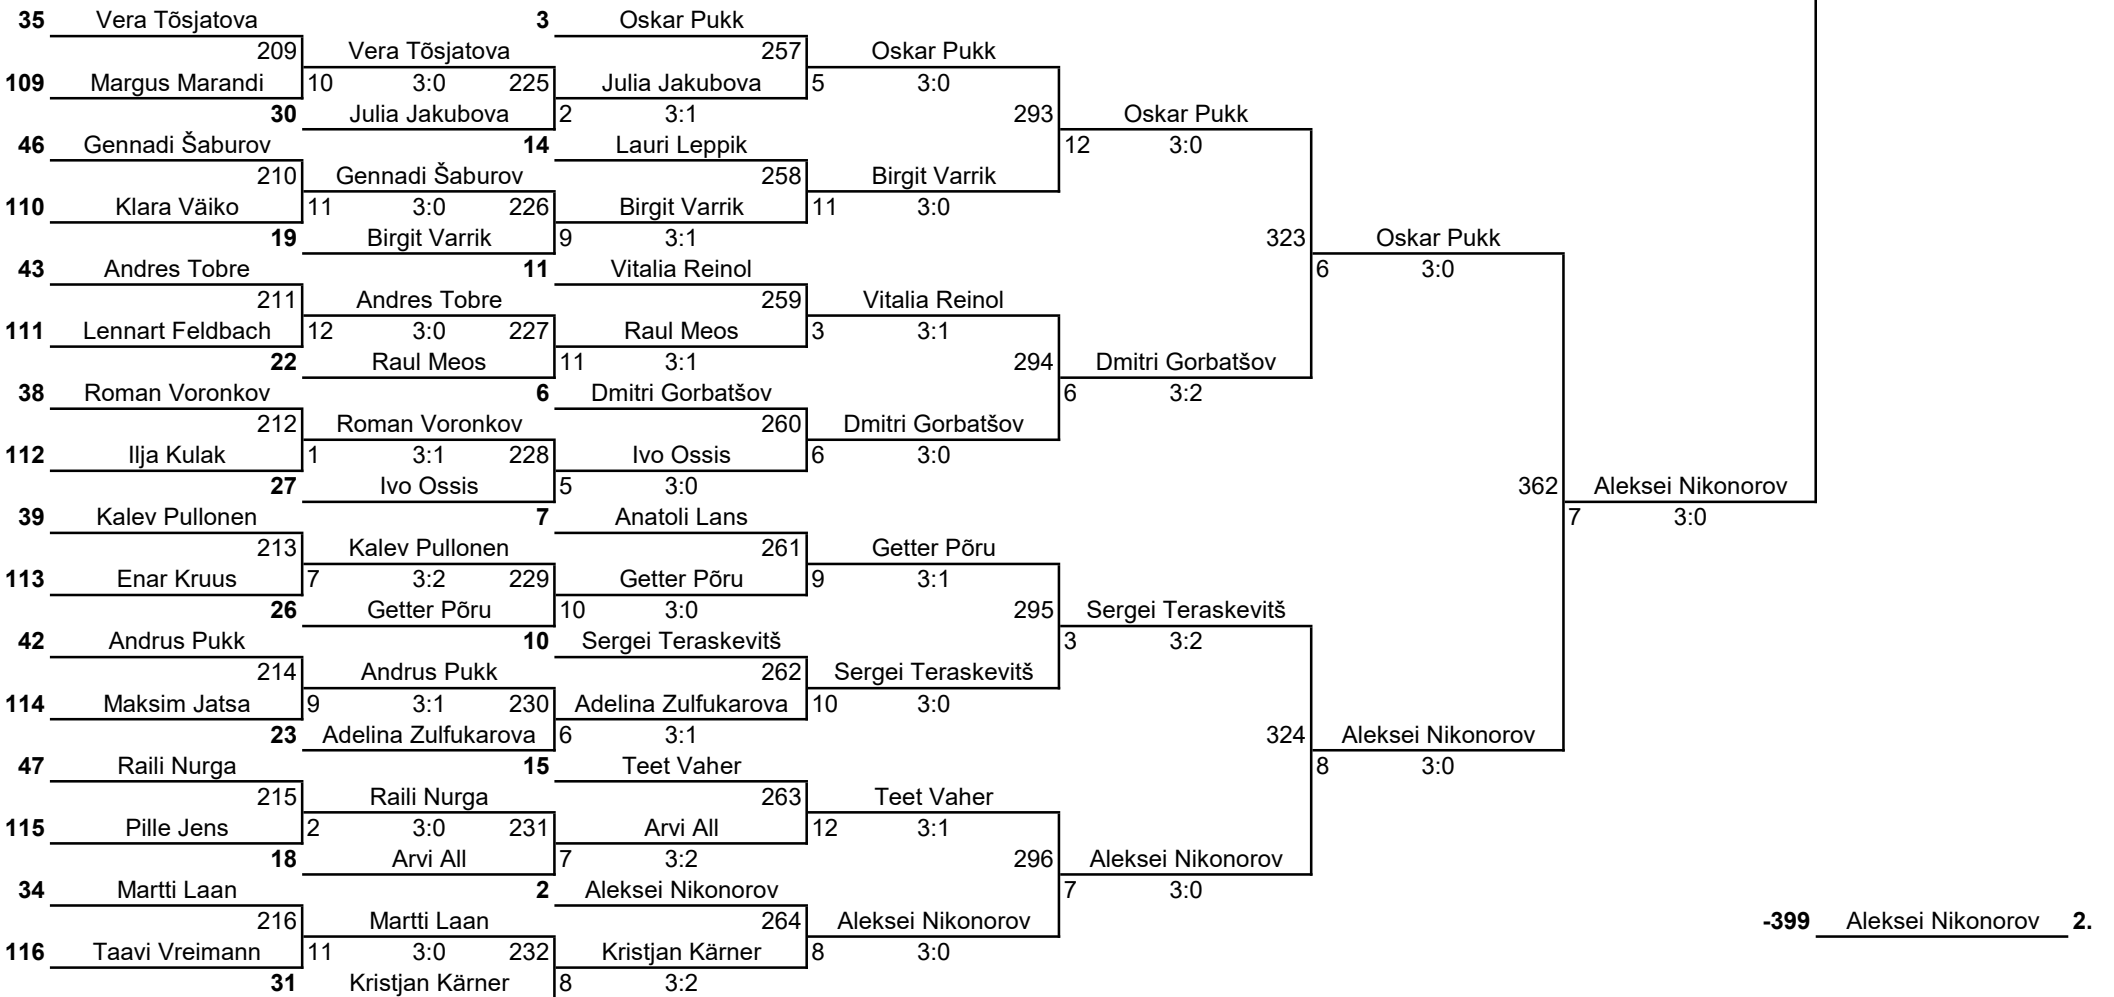 35 Vera Tõsjatova 3 Oskar Pukk
209 Vera Tõsjatova 257 Oskar Pukk
109 Margus Marandi 10 3:0 225 Julia Jakubova 5 3:0
30 Julia Jakubova 2 3:1 293 Oskar Pukk
46 Gennadi Šaburov 14 Lauri Leppik 12 3:0
210 Gennadi Šaburov 258 Birgit Varrik
110 Klara Väiko 11 3:0 226 Birgit Varrik 11 3:0
19 Birgit Varrik 9 3:1 323 Oskar Pukk
43 Andres Tobre 11 Vitalia Reinol 6 3:0
211 Andres Tobre 259 Vitalia Reinol
111 Lennart Feldbach 12 3:0 227 Raul Meos 3 3:1
22 Raul Meos 11 3:1 294 Dmitri Gorbatšov
38 Roman Voronkov 6 Dmitri Gorbatšov 6 3:2
212 Roman Voronkov 260 Dmitri Gorbatšov
112 Ilja Kulak 1 3:1 228 Ivo Ossis 6 3:0
27 Ivo Ossis 5 3:0 362 Aleksei Nikonorov
39 Kalev Pullonen 7 Anatoli Lans 7 3:0
213 Kalev Pullonen 261 Getter Põru
113 Enar Kruus 7 3:2 229 Getter Põru 9 3:1
26 Getter Põru 10 3:0 295 Sergei Teraskevitš
42 Andrus Pukk 10 Sergei Teraskevitš 3 3:2
214 Andrus Pukk 262 Sergei Teraskevitš
114 Maksim Jatsa 9 3:1 230 Adelina Zulfukarova 10 3:0
23 Adelina Zulfukarova 6 3:1 324 Aleksei Nikonorov
47 Raili Nurga 15 Teet Vaher 8 3:0
215 Raili Nurga 263 Teet Vaher
115 Pille Jens 2 3:0 231 Arvi All 12 3:1
18 Arvi All 7 3:2 296 Aleksei Nikonorov
34 Martti Laan 2 Aleksei Nikonorov 7 3:0
216 Martti Laan 264 Aleksei Nikonorov -399 Aleksei Nikonorov 2.
116 Taavi Vreimann 11 3:0 232 Kristjan Kärner 8 3:0
31 Kristjan Kärner 8 3:2